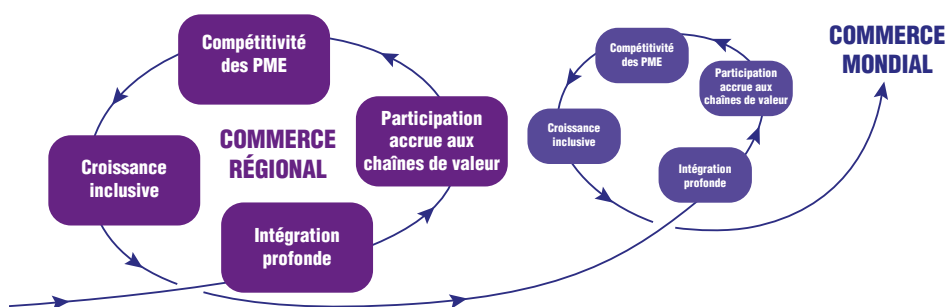 Compétitivité
des PME
Croissance
inclusive
COMMERCE
RÉGIONAL
Participation
accrue aux
chaînes de valeur
Intégration
profonde
Compétitivité
des PME
Croissance
inclusive
Participation
accrue aux
chaînes de valeur
Intégration
profonde
COMMERCE
MONDIAL